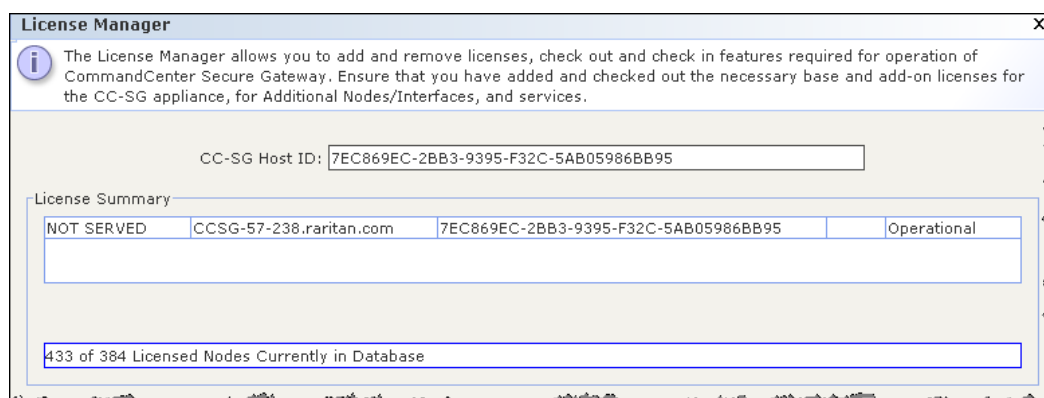 License Manager
X
The License Manager allows you to add and remove licenses, check out and check in features required for operation of
CommandCenter Secure Gateway. Ensure that you have added and checked out the necessary base and add-on licenses for
the CC-SG appliance, for Additional Nodes/Interfaces, and services.
CC-SG Host ID: 7EC869EC-2BB3-9395-F32C-5AB05986BB95
License Summary
NOT SERVED CCSG-57-238.raritan.com 7EC869EC-2BB3-9395-F32C-5AB05986BB95 Operational
433 of 384 Licensed Nodes Currently in Database